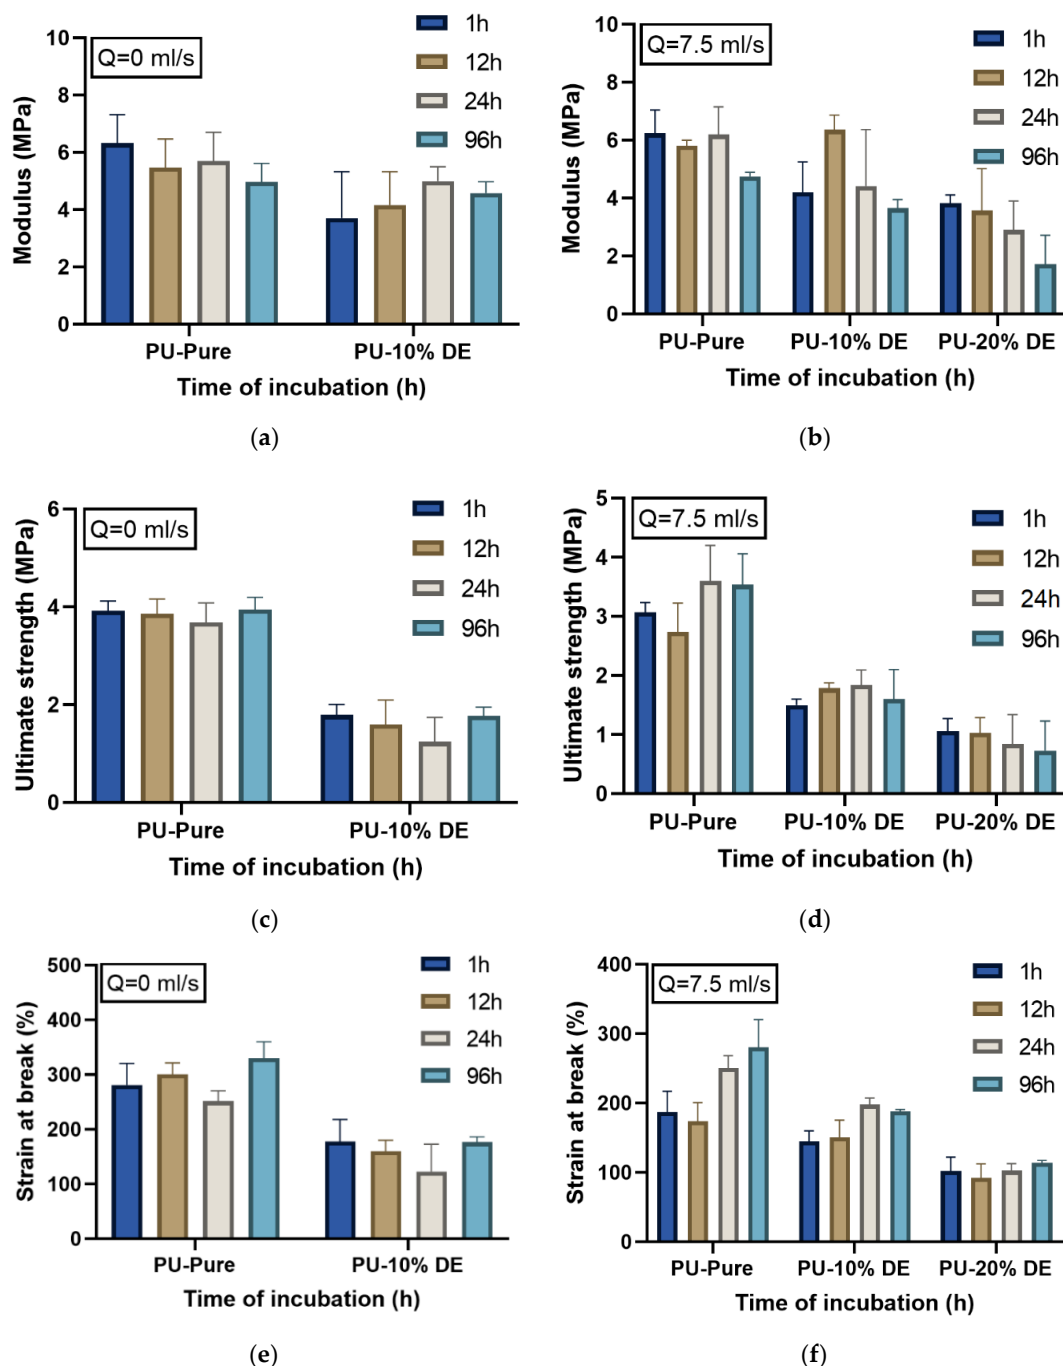 Q=0 ml/s
1h
12h
24h
96h
Modulus (MPa)
10
8
6
4
2
0
PU-Pure PU-10% DE
Time of incubation (h)
(a)
Q=7.5 ml/s
1h
12h
24h
96h
Modulus (MPa)
10
8
6
4
2
0
PU-Pure PU-10% DE PU-20% DE
Time of incubation (h)
(b)
Q=0 ml/s
1h
12h
24h
96h
Ultimate strength (MPa)
6
4
2
0
PU-Pure PU-10% DE
Time of incubation (h)
(c)
Q=7.5 ml/s
1h
12h
24h
96h
Ultimate strength (MPa)
5
4
3
2
1
0
PU-Pure PU-10% DE PU-20% DE
Time of incubation (h)
(d)
Q=0 ml/s
1h
12h
24h
96h
Strain at break (%)
500
400
300
200
100
0
PU-Pure PU-10% DE
Time of incubation (h)
(e)
Q=7.5 ml/s
1h
12h
24h
96h
Strain at break (%)
400
300
200
100
0
PU-Pure PU-10% DE PU-20% DE
Time of incubation (h)
(f)